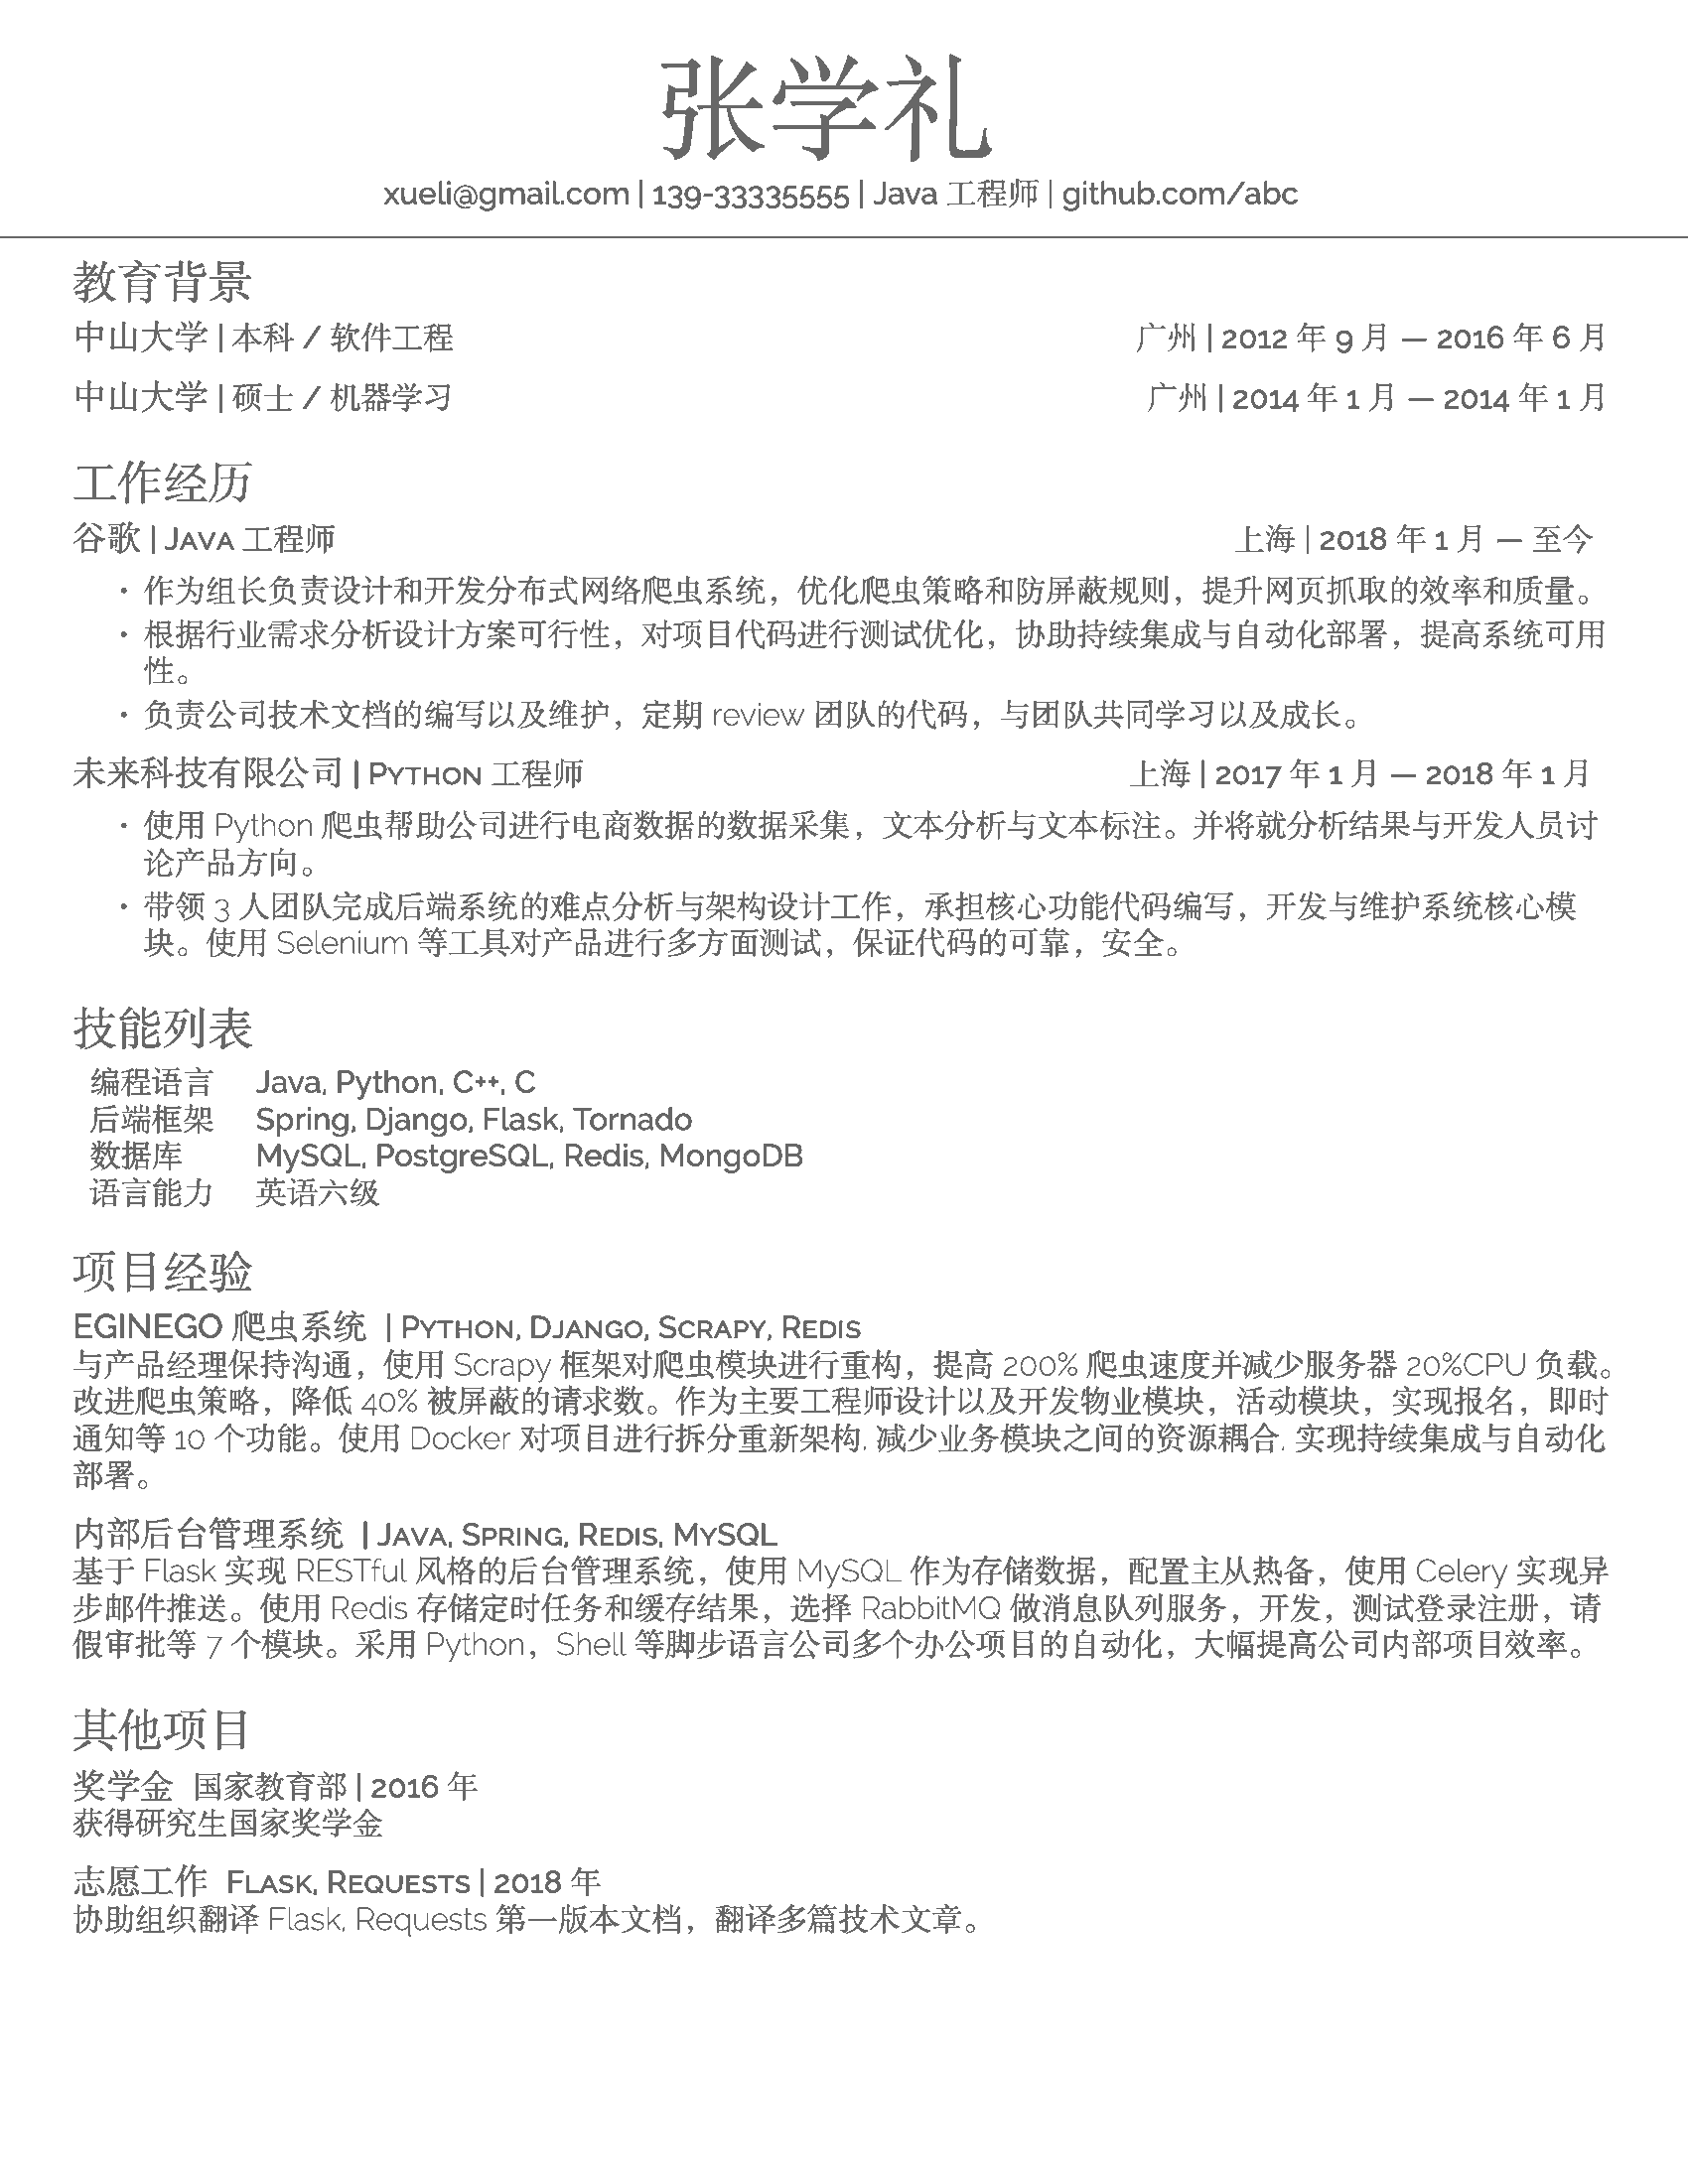 张学礼
xueli@gmail.com | 139-33335555 | Java 工程师 | github.com/abc
教育背景
中山大学 | 本科 / 软件工程 广州 | 2012 年 9 月 — 2016 年 6 月
中山大学 | 硕士 / 机器学习 广州 | 2014 年 1 月 — 2014 年 1 月
工作经历
谷歌 | JAVA 工程师 上海 | 2018 年 1 月 — 至今
• 作为组长负责设计和开发分布式网络爬虫系统，优化爬虫策略和防屏蔽规则，提升网页抓取的效率和质量。
• 根据行业需求分析设计方案可行性，对项目代码进行测试优化，协助持续集成与自动化部署，提高系统可用
性。
• 负责公司技术文档的编写以及维护，定期 review 团队的代码，与团队共同学习以及成长。
未来科技有限公司 | PYTHON 工程师 上海 | 2017 年 1 月 — 2018 年 1 月
• 使用 Python 爬虫帮助公司进行电商数据的数据采集，文本分析与文本标注。并将就分析结果与开发人员讨
论产品方向。
• 带领 3 人团队完成后端系统的难点分析与架构设计工作，承担核心功能代码编写，开发与维护系统核心模
块。使用 Selenium 等工具对产品进行多方面测试，保证代码的可靠，安全。
技能列表
编程语言 Java, Python, C++, C
后端框架 Spring, Django, Flask, Tornado
数据库 MySQL, PostgreSQL, Redis, MongoDB
语言能力 英语六级
项目经验
EGINEGO 爬虫系统 | PYTHON, DJANGO, SCRAPY, REDIS
与产品经理保持沟通，使用 Scrapy 框架对爬虫模块进行重构，提高 200% 爬虫速度并减少服务器 20%CPU 负载。
改进爬虫策略，降低 40% 被屏蔽的请求数。作为主要工程师设计以及开发物业模块，活动模块，实现报名，即时
通知等 10 个功能。使用 Docker 对项目进行拆分重新架构, 减少业务模块之间的资源耦合, 实现持续集成与自动化
部署。
内部后台管理系统 | JAVA, SPRING, REDIS, MYSQL
基于 Flask 实现 RESTful 风格的后台管理系统，使用 MySQL 作为存储数据，配置主从热备，使用 Celery 实现异
步邮件推送。使用 Redis 存储定时任务和缓存结果，选择 RabbitMQ 做消息队列服务，开发，测试登录注册，请
假审批等 7 个模块。采用 Python，Shell 等脚步语言公司多个办公项目的自动化，大幅提高公司内部项目效率。
其他项目
奖学金 国家教育部 | 2016 年
获得研究生国家奖学金
志愿工作 FLASK, REQUESTS | 2018 年
协助组织翻译 Flask, Requests 第一版本文档，翻译多篇技术文章。